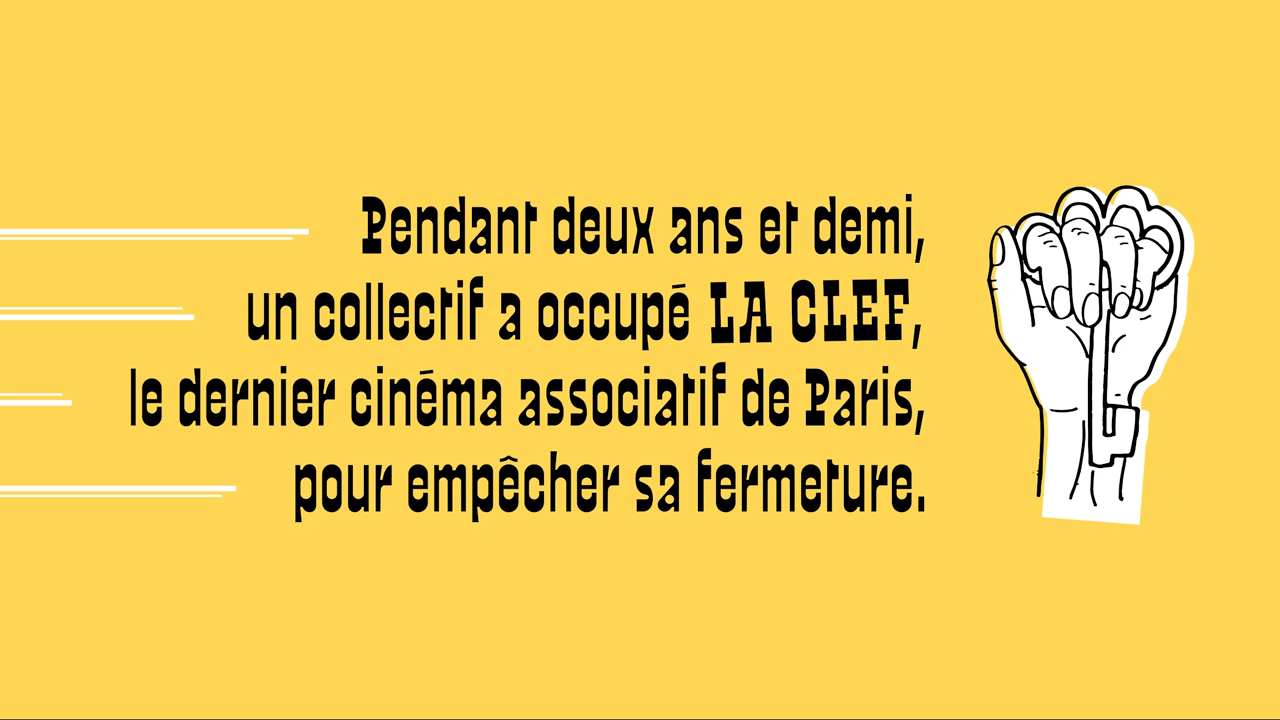 Pendant deux ans et demi,
un collectif a occupé LA CLEF,
le dernier cinéma associatif de Paris,
pour empêcher sa fermeture.